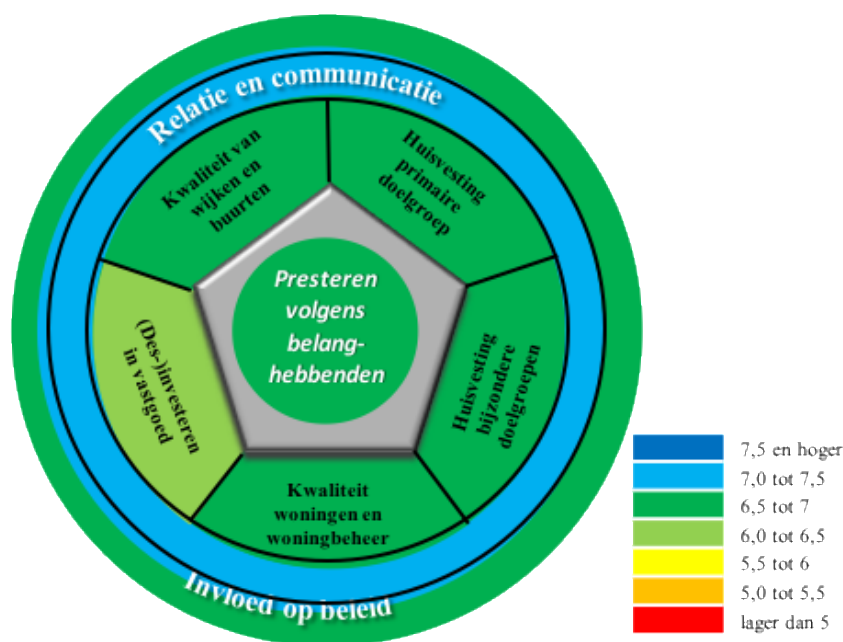 Relatie en communicatie
Kwaliteit van
wijken en
buurten
Huisvesting
primaire
doelgroep
Presteren
volgens
belang-
hebbenden
(Des-)investeren
in vastgoed
Huisvesting
bijzondere
doelgroepen
Kwaliteit
woningen en
woningbeheer
Invloed op beleid
7,5 en hoger
7,0 tot 7,5
6,5 tot 7
6,0 tot 6,5
5,5 tot 6
5,0 tot 5,5
lager dan 5